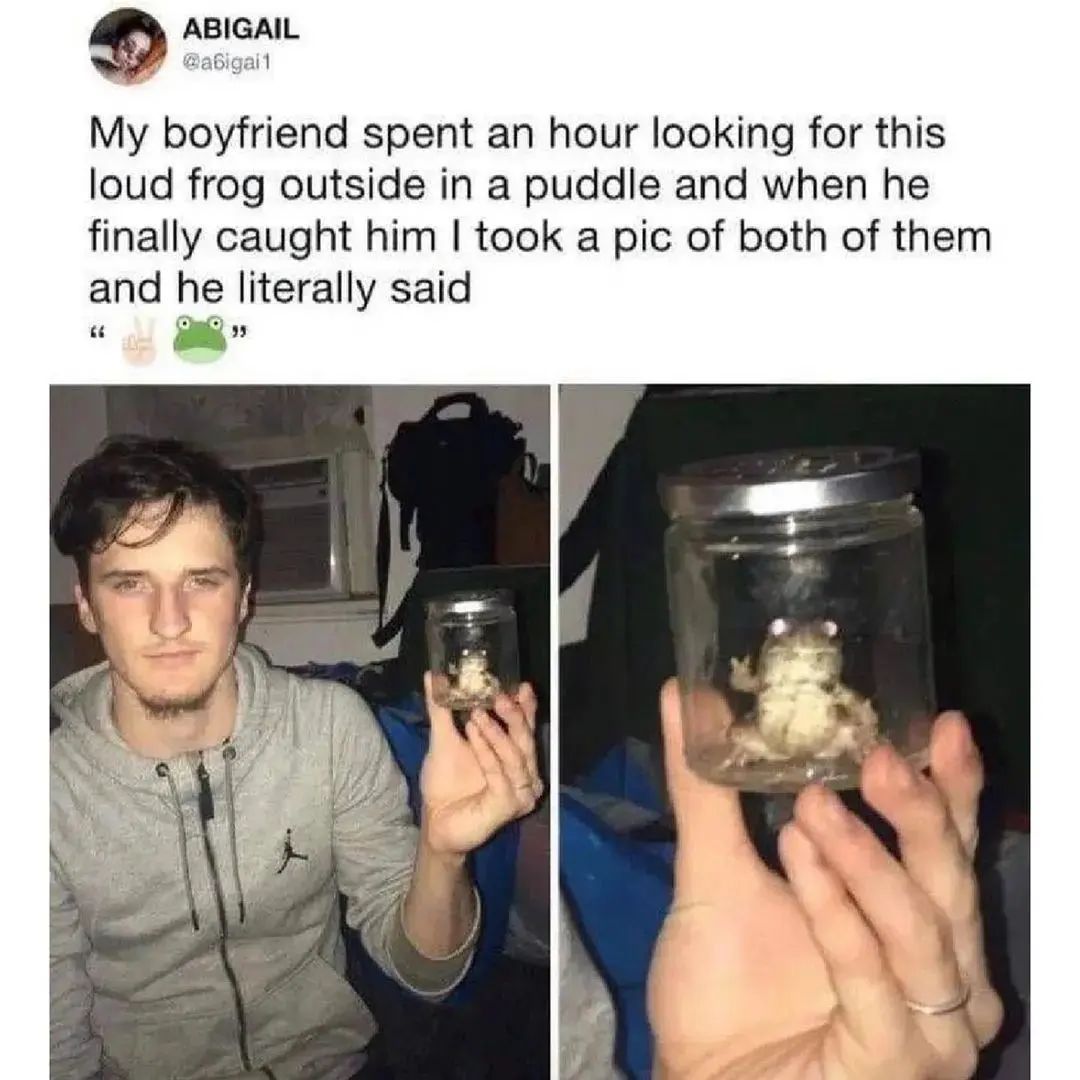 ABIGAIL
@a6igai1
My boyfriend spent an hour looking for this
loud frog outside in a puddle and when he
finally caught him I took a pic of both of them
and he literally said
“✌🏻🐸”